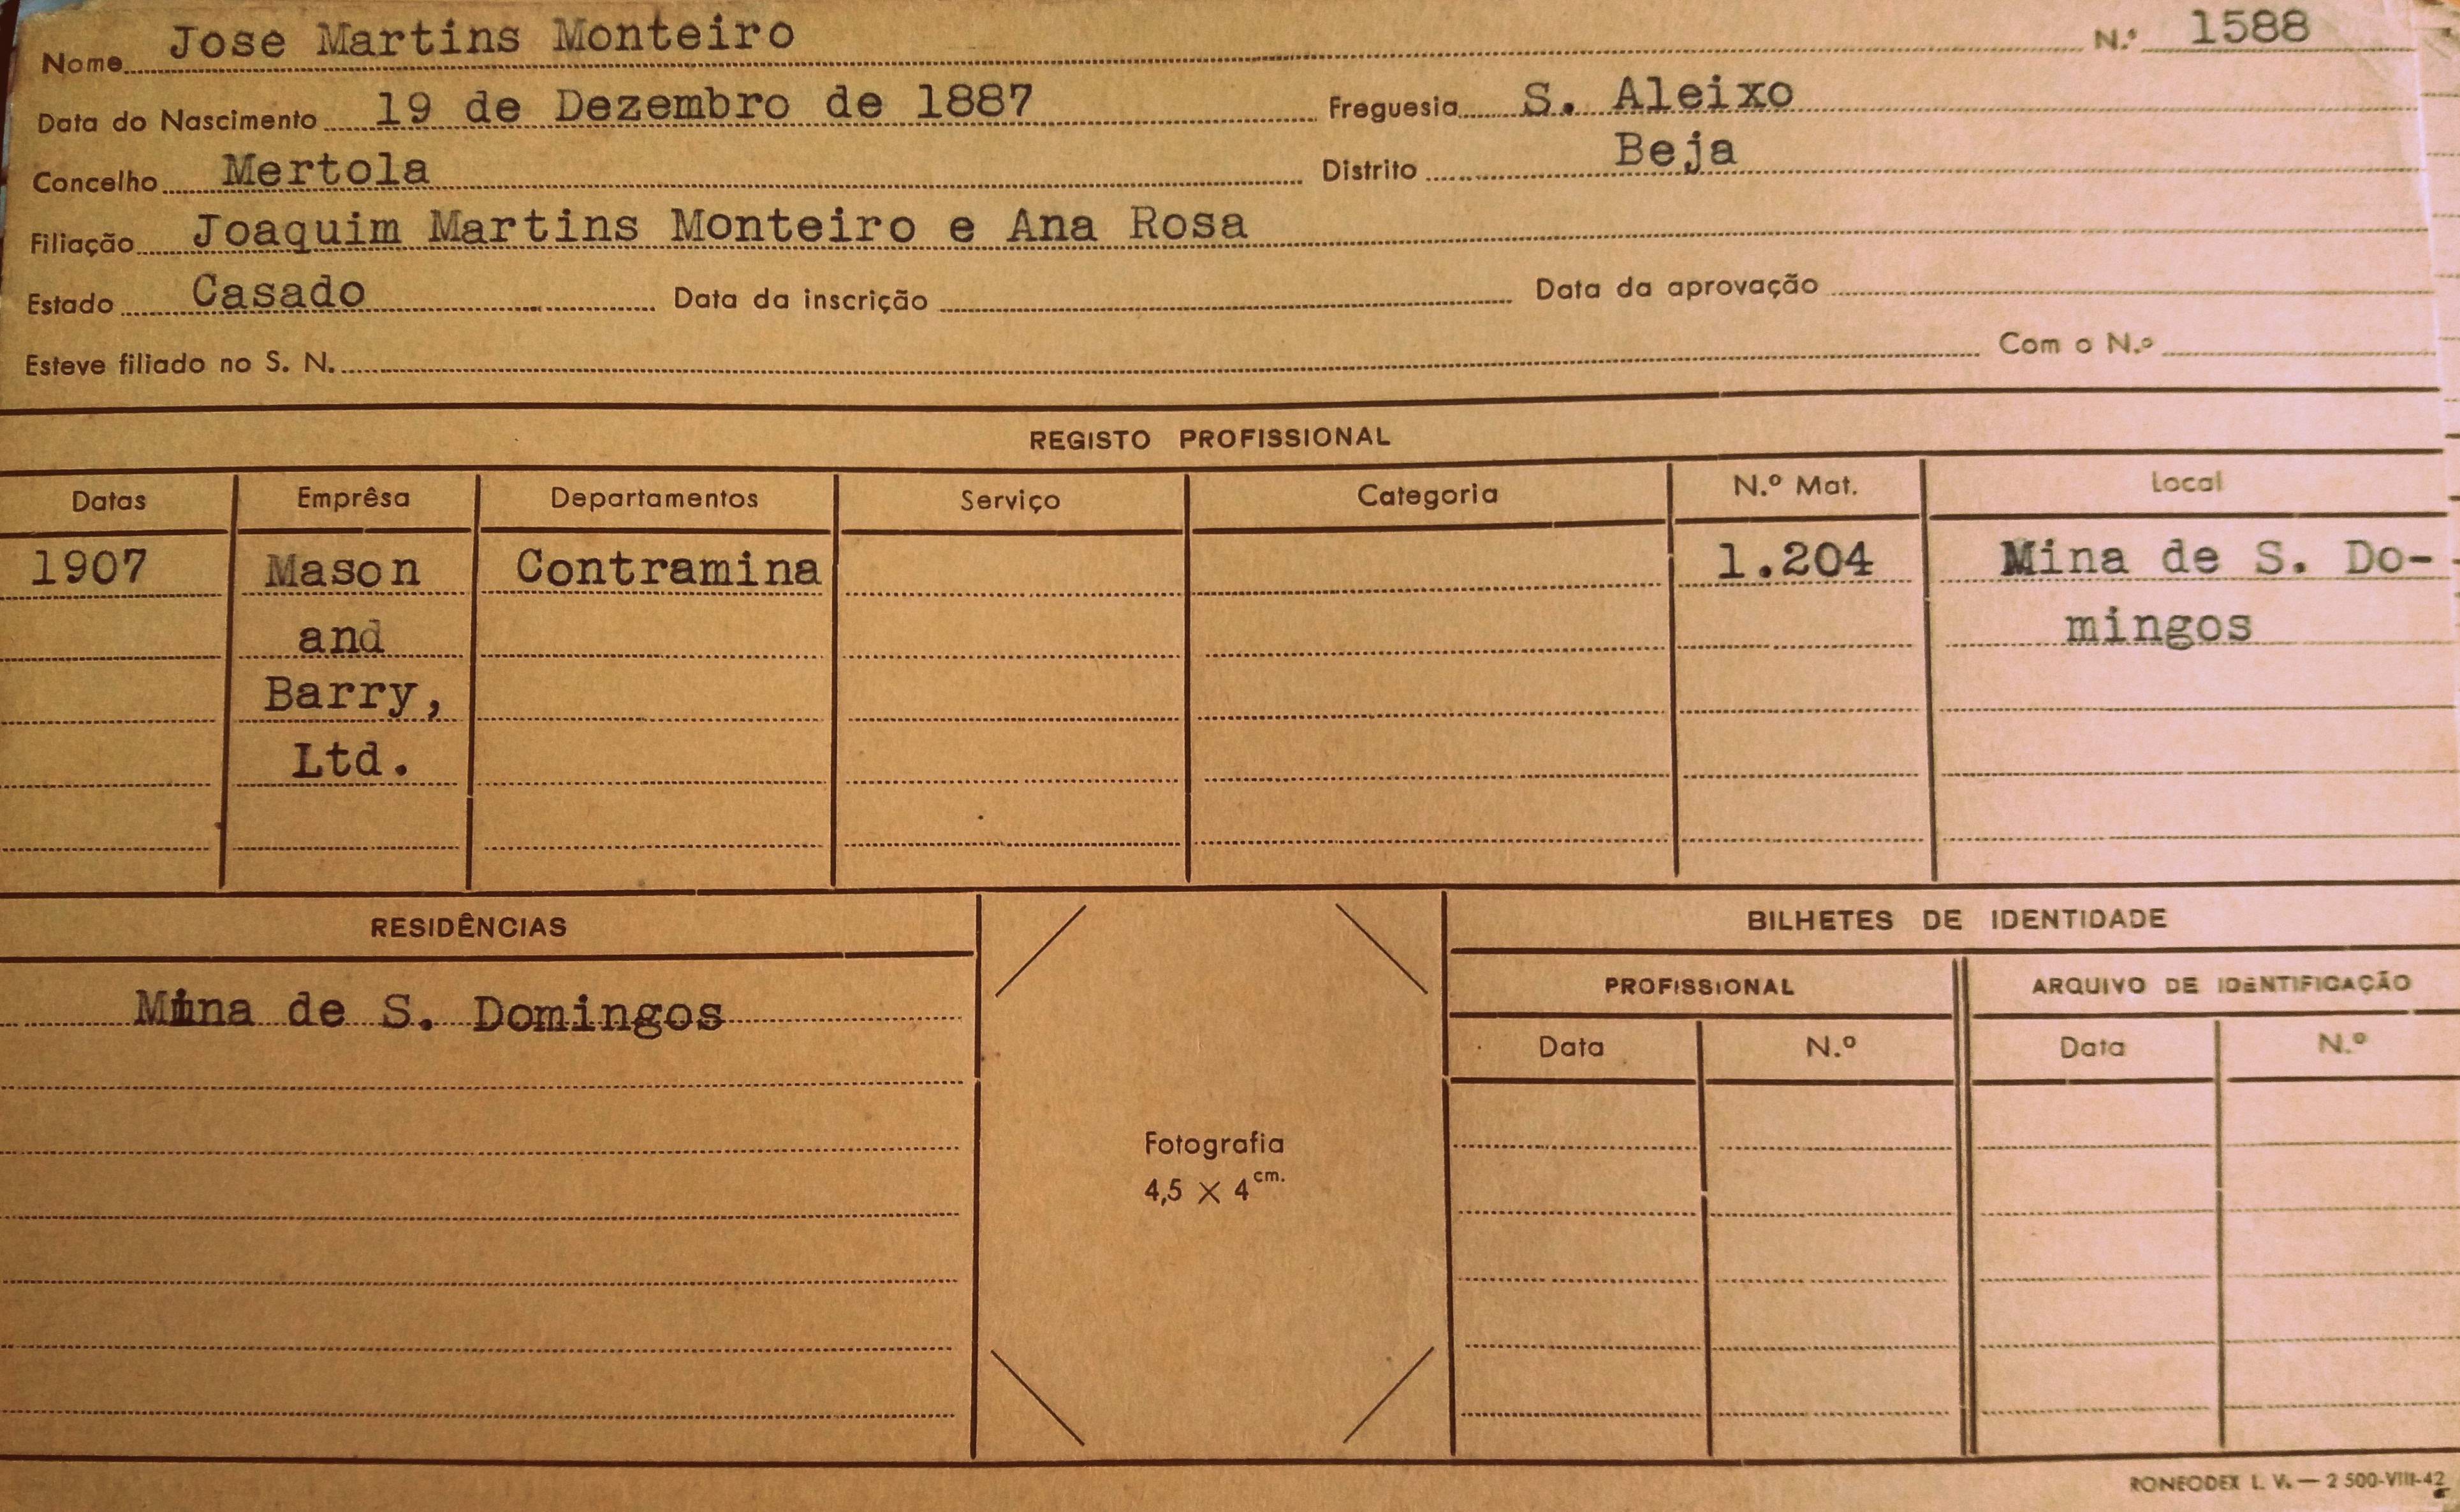 Nome Jose Martins Monteiro N.º 1588
Data do Nascimento 19 de Dezembro de 1887 Freguesia S. Aleixo
Concelho Mertola Distrito Beja
Filiação Joaquim Martins Monteiro e Ana Rosa
Estado Casado Data da inscrição Data da aprovação
Esteve filiado no S. N. Com o N.º
REGISTO PROFISSIONAL
Datas Emprêsa Departamentos Serviço Categoria N.º Mat. Local
1907 Mason Contramina 1.204 Mina de S. Do-
and mingos
Barry,
Ltd.
RESIDÊNCIAS BILHETES DE IDENTIDADE
PROFISSIONAL ARQUIVO DE IDENTIFICAÇÃO
Mina de S. Domingos
Data N.º Data N.º
Fotografia
4,5 X 4 cm.
RONEODEX L. V. — 2 500-VIII-42